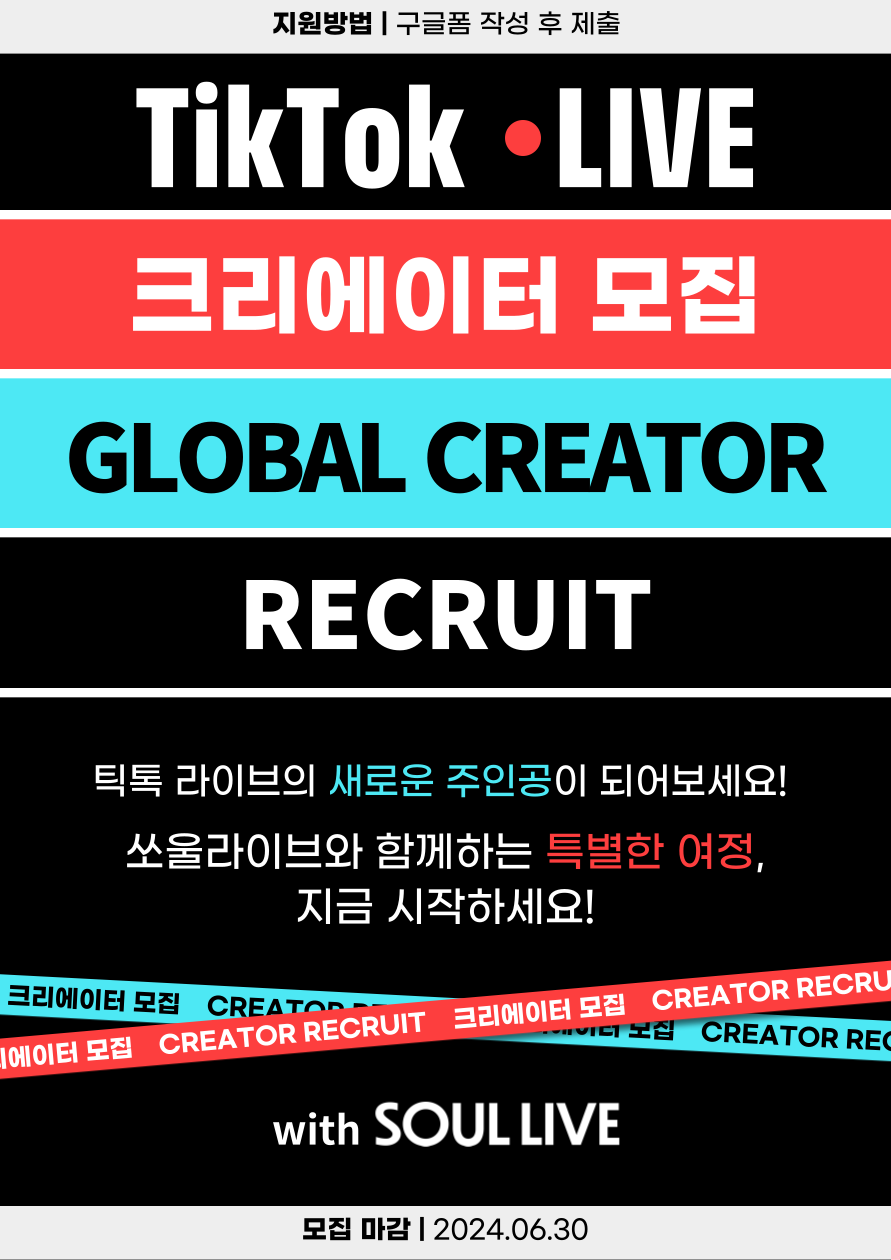 지원방법 | 구글폼 작성 후 제출
TikTok •LIVE
크리에이터 모집
GLOBAL CREATOR
RECRUIT
틱톡 라이브의 새로운 주인공이 되어보세요!
쏘울라이브와 함께하는 특별한 여정,
지금 시작하세요!
크리에이터 모집 CREATOR
크리에이터 모집 CREATOR RECRUIT 크리에이터 모집 CREATOR RECRU
모집 CREATOR REC
with SOUL LIVE
모집 마감 | 2024.06.30